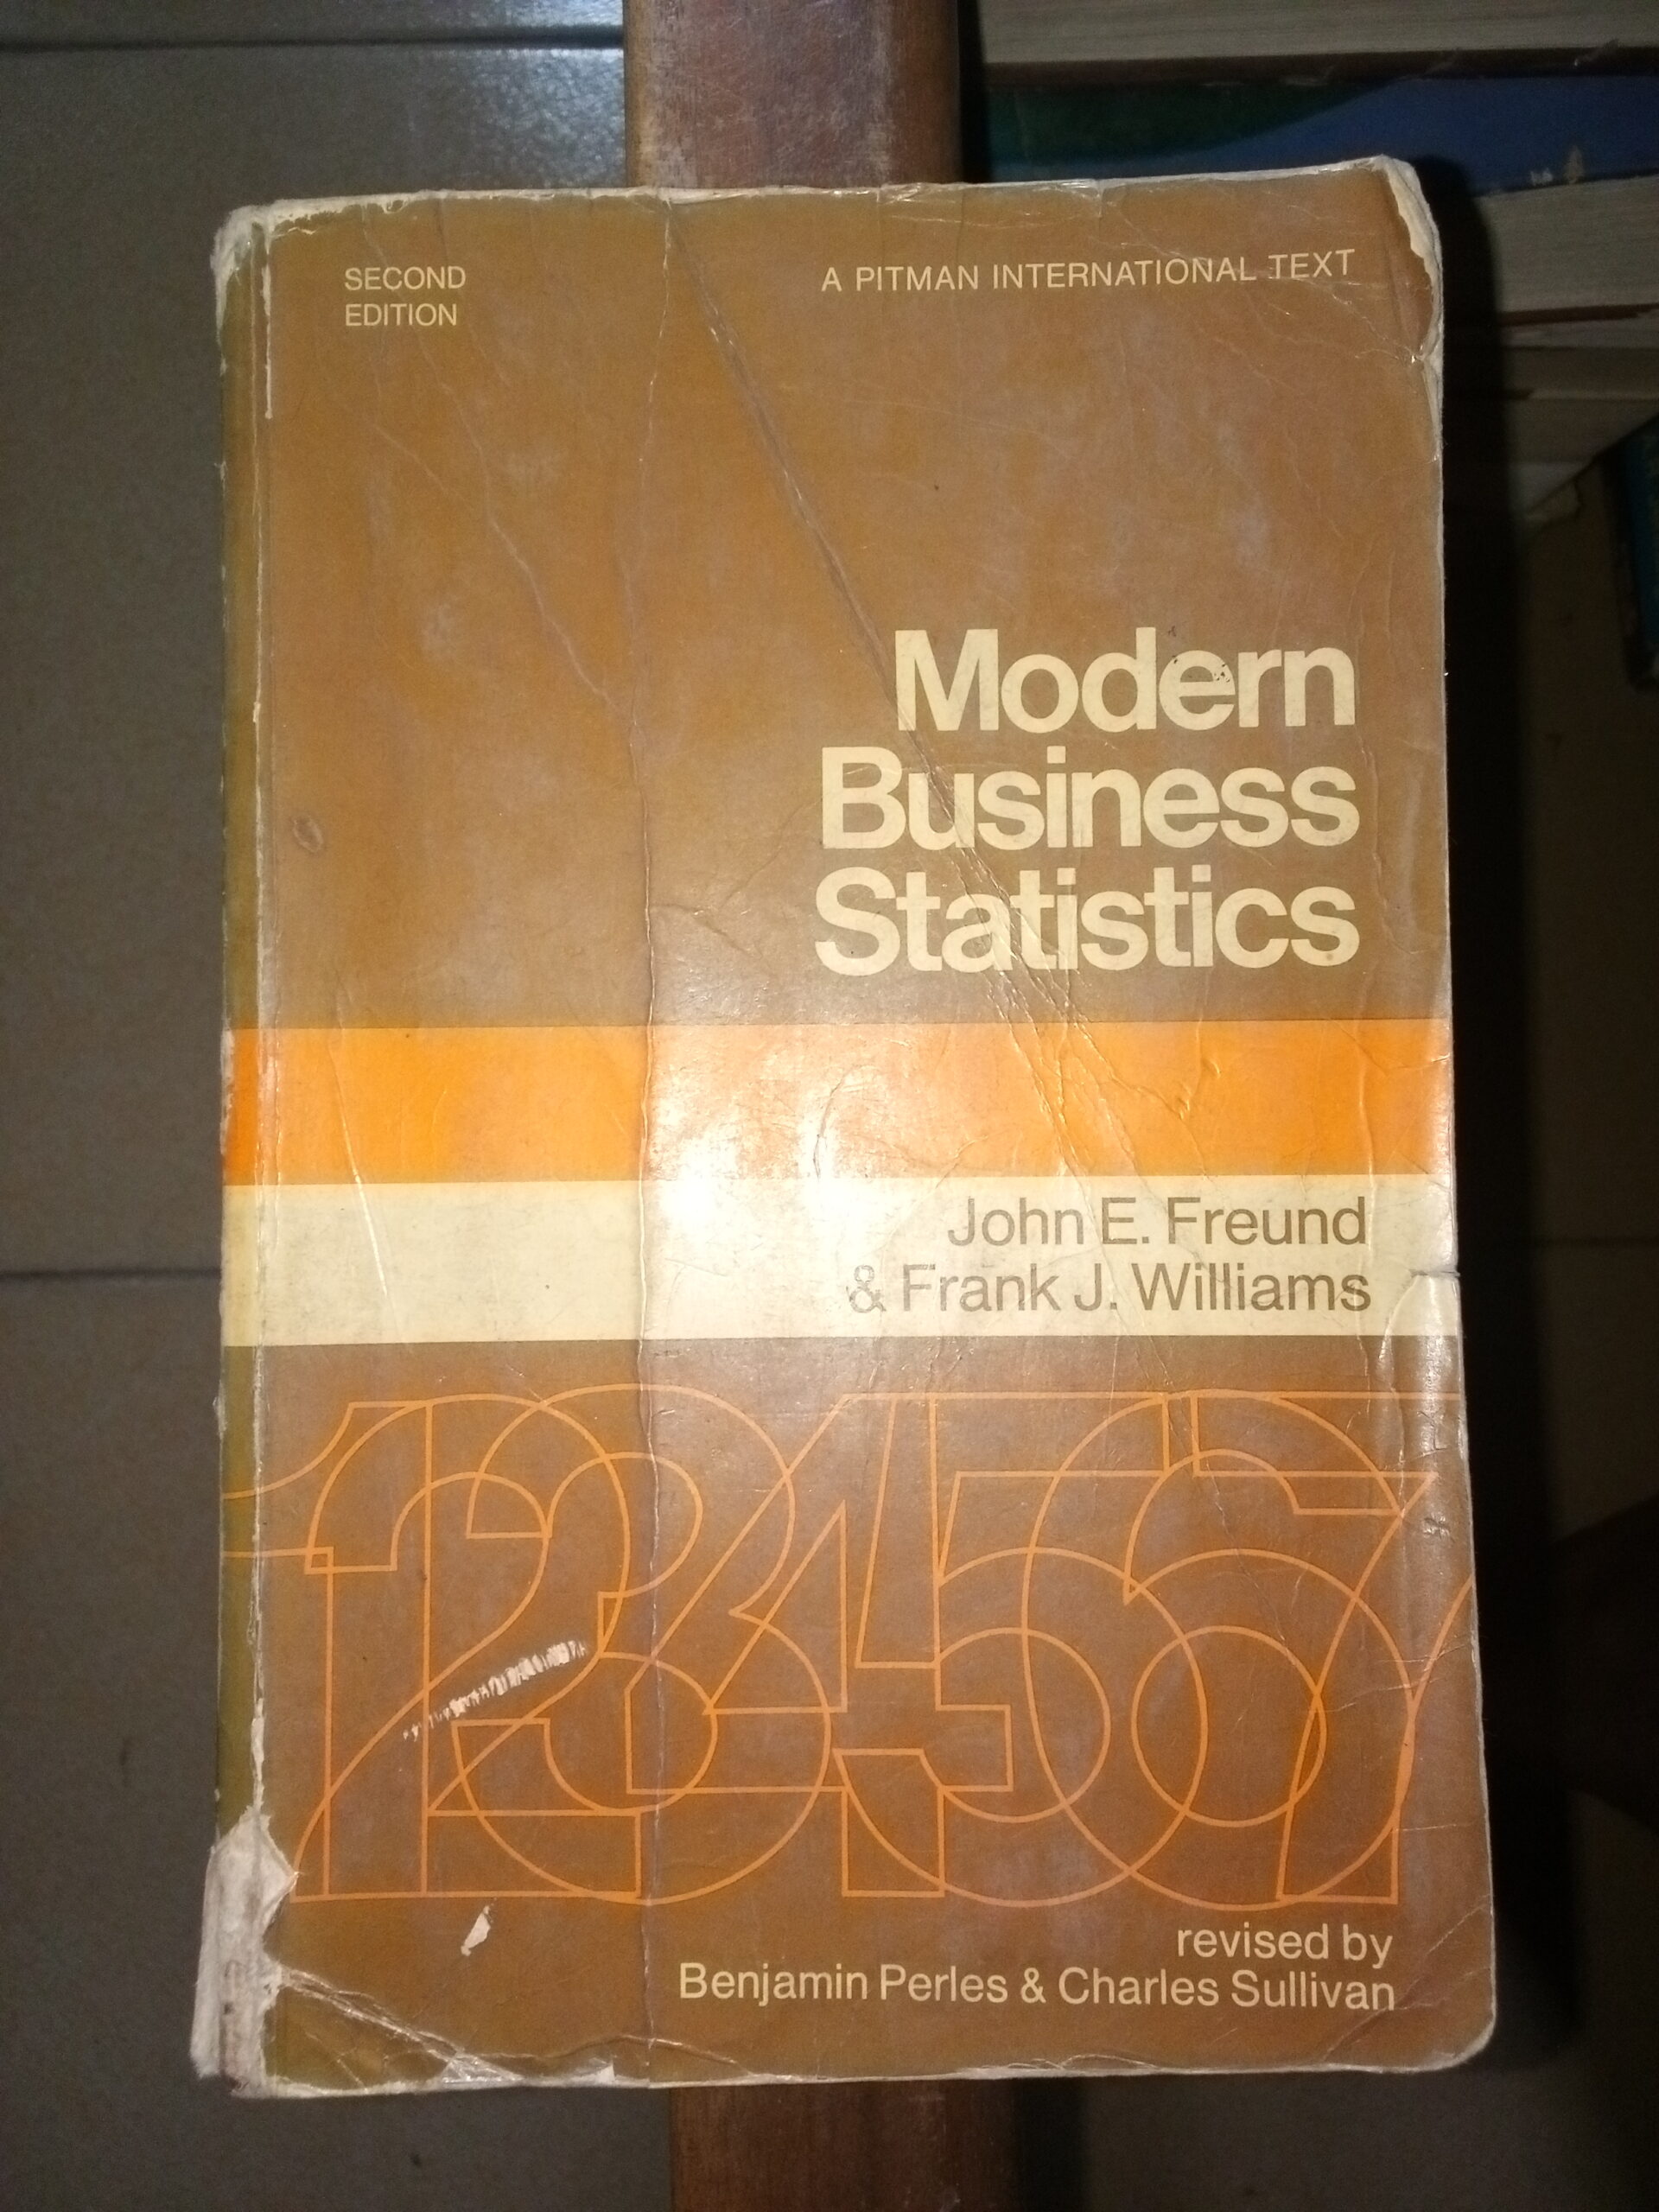 SECOND
EDITION
A PITMAN INTERNATIONAL TEXT
Modern
Business
Statistics
John E. Freund
& Frank J. Williams
1234567
revised by
Benjamin Perles & Charles Sullivan